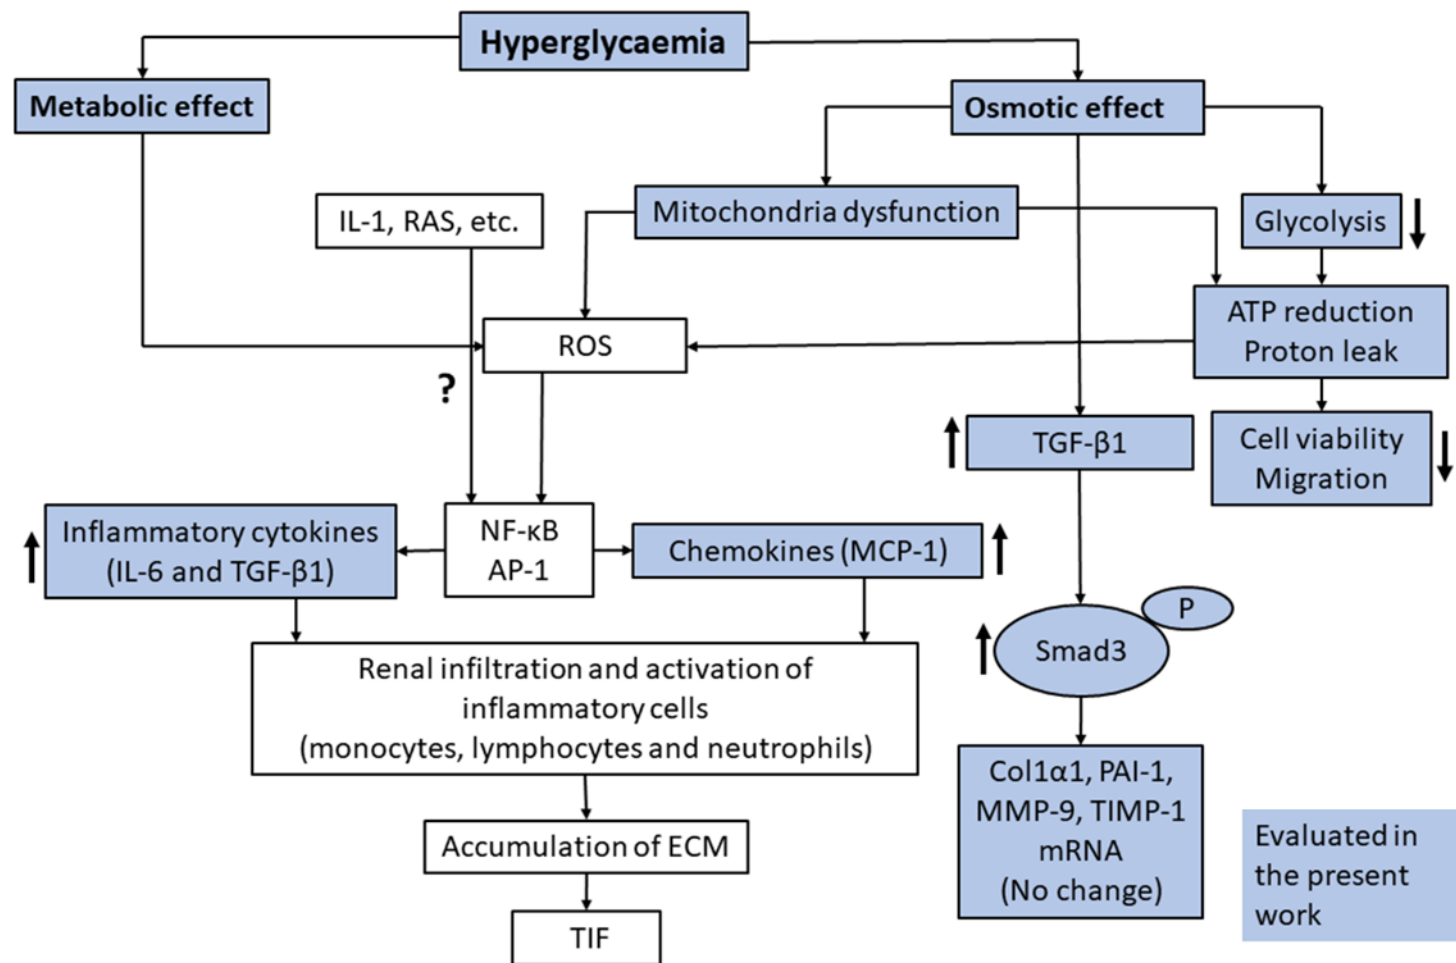 Hyperglycaemia
Metabolic effect
Osmotic effect
Mitochondria dysfunction
IL-1, RAS, etc.
Glycolysis
ROS
ATP reduction
Proton leak
?
TGF-β1
Cell viability
Migration
Inflammatory cytokines
(IL-6 and TGF-β1)
NF-κB
AP-1
Chemokines (MCP-1)
P
Smad3
Renal infiltration and activation of
inflammatory cells
(monocytes, lymphocytes and neutrophils)
Col1α1, PAI-1,
MMP-9, TIMP-1
mRNA
(No change)
Accumulation of ECM
TIF
Evaluated in
the present
work